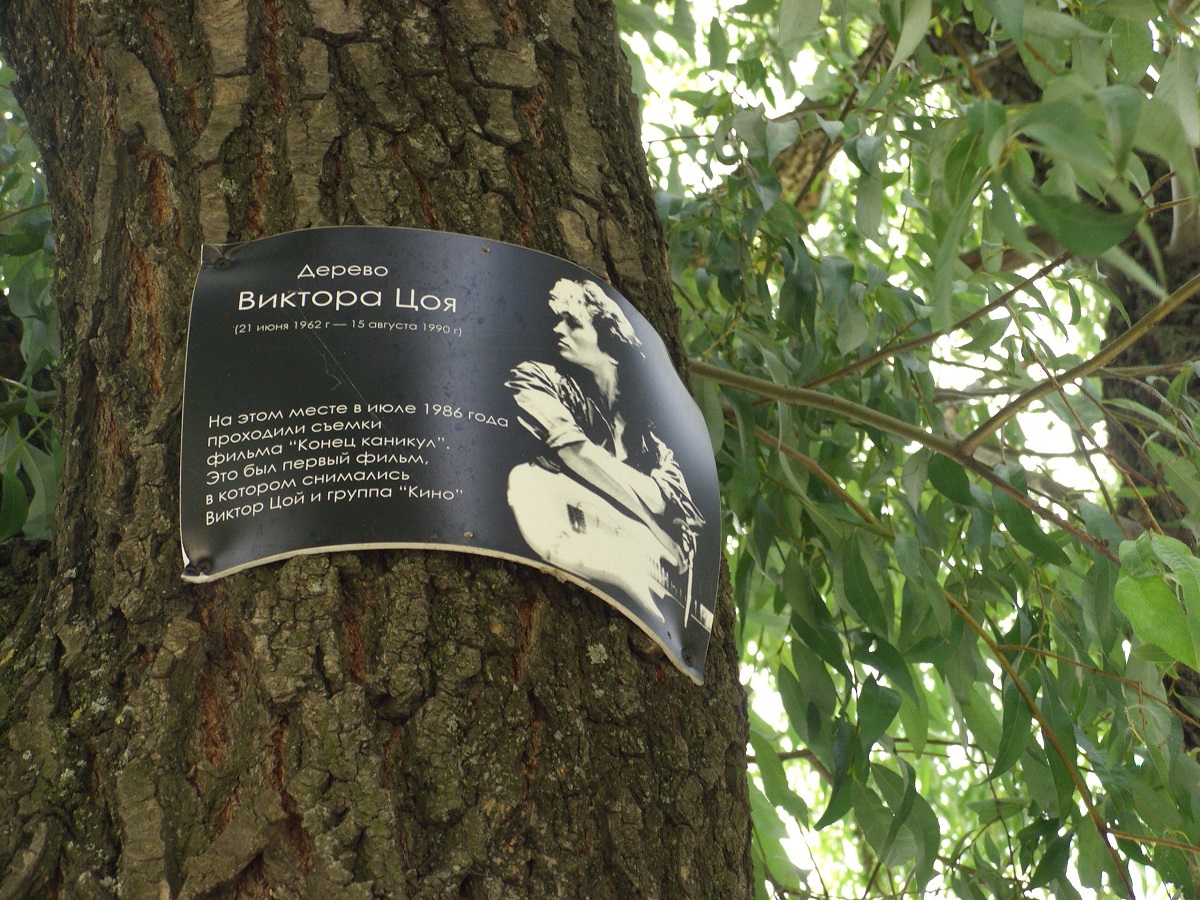 Дерево
Виктора Цоя
(21 июня 1962 г — 15 августа 1990 г)
На этом месте в июле 1986 года
проходили съемки
фильма “Конец каникул”.
Это был первый фильм,
в котором снимались
Виктор Цой и группа “Кино”